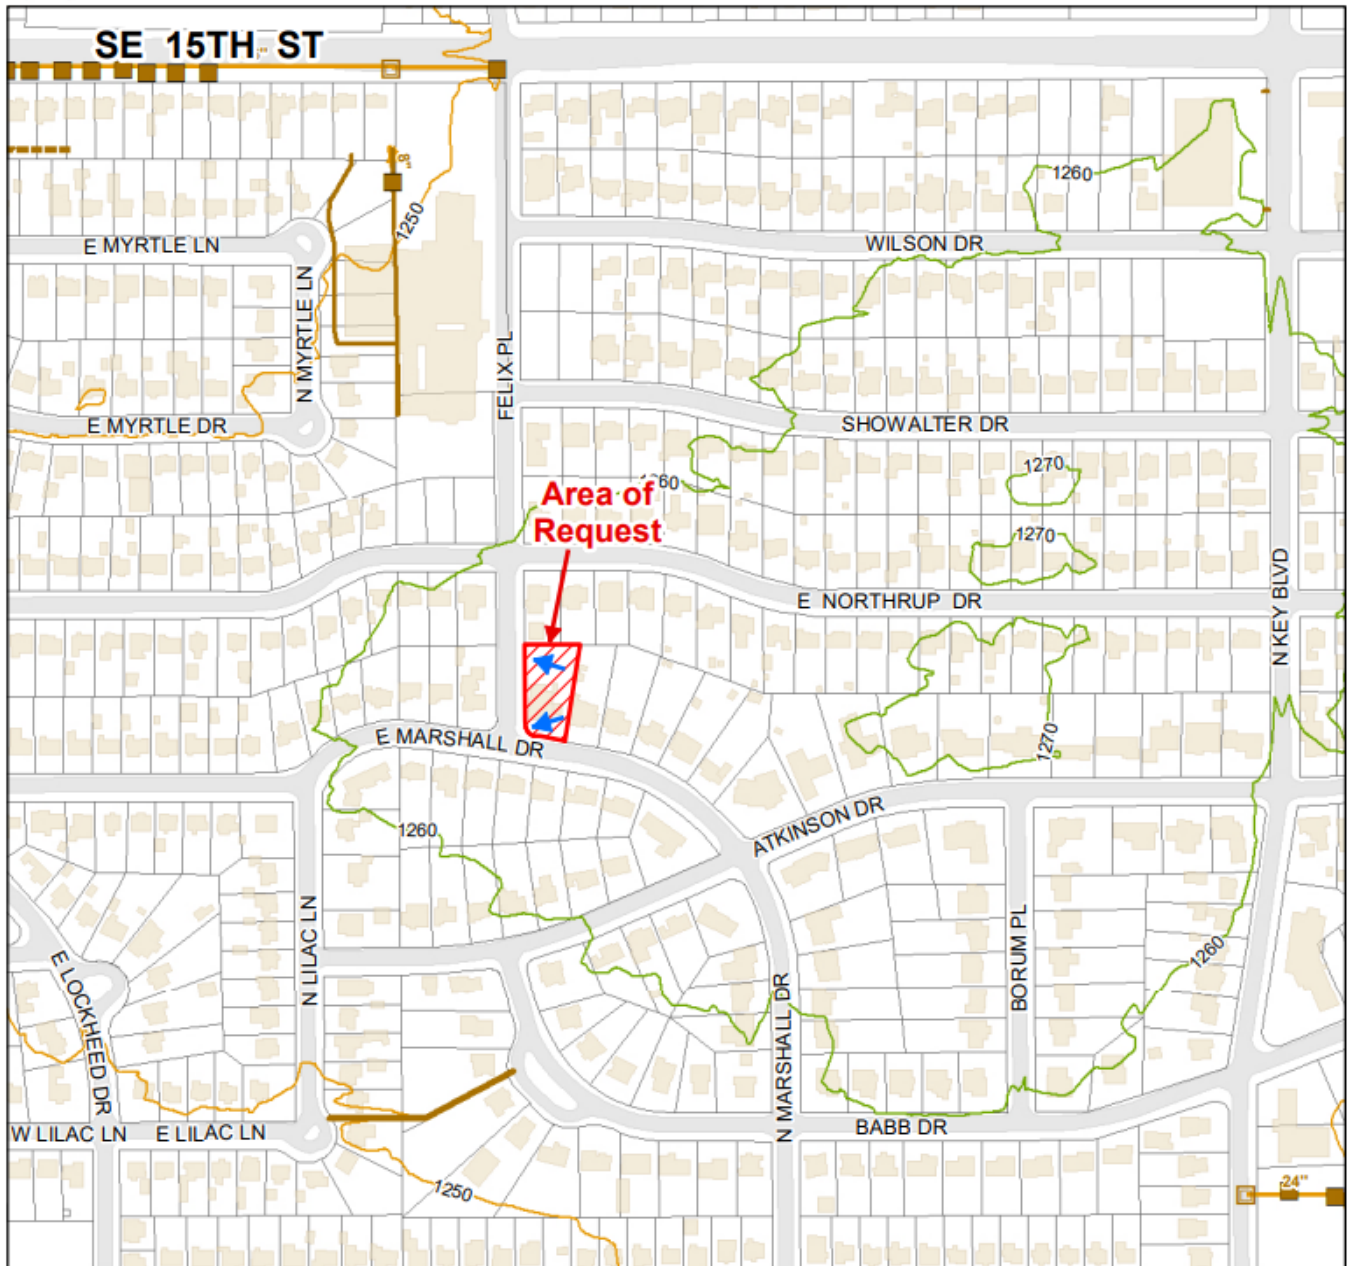 SE 15TH ST
8"
1260
1250
E MYRTLE LN
WILSON DR
N MYRTLE LN
FELIX PL
E MYRTLE DR
SHOWALTER DR
1270
1260
Area of
Request
1270
N KEY BLVD
E NORTHRUP DR
E MARSHALL DR
1270
ATKINSON DR
1260
N LILAC LN
BORUM PL
1260
E LOCKHEED DR
N MARSHALL DR
W LILAC LN
E LILAC LN
BABB DR
1250
24"